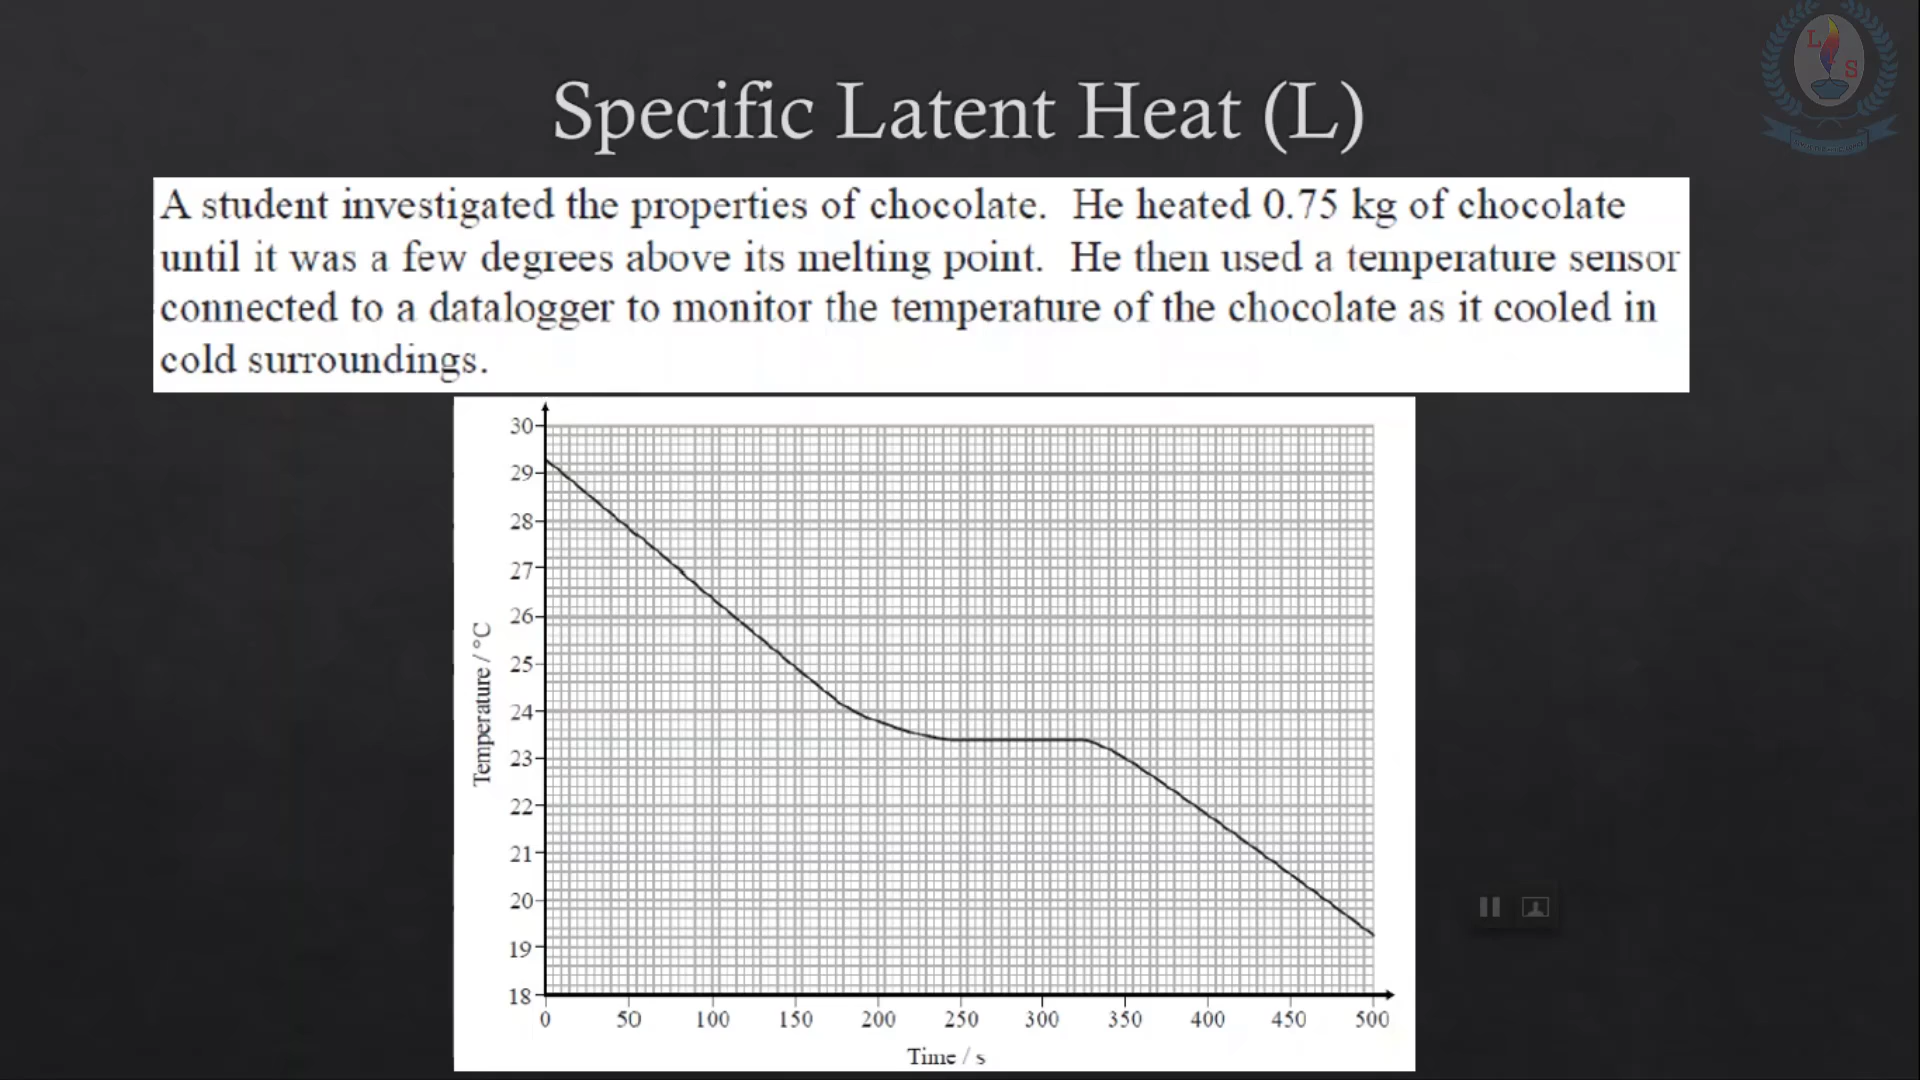 Specific Latent Heat (L)
L
S
A student investigated the properties of chocolate. He heated 0.75 kg of chocolate
until it was a few degrees above its melting point. He then used a temperature sensor
connected to a datalogger to monitor the temperature of the chocolate as it cooled in
cold surroundings.
30
29
28
27
26
25
24
23
22
21
20
19
18
Temperature / °C
0 50 100 150 200 250 300 350 400 450 500
Time / s